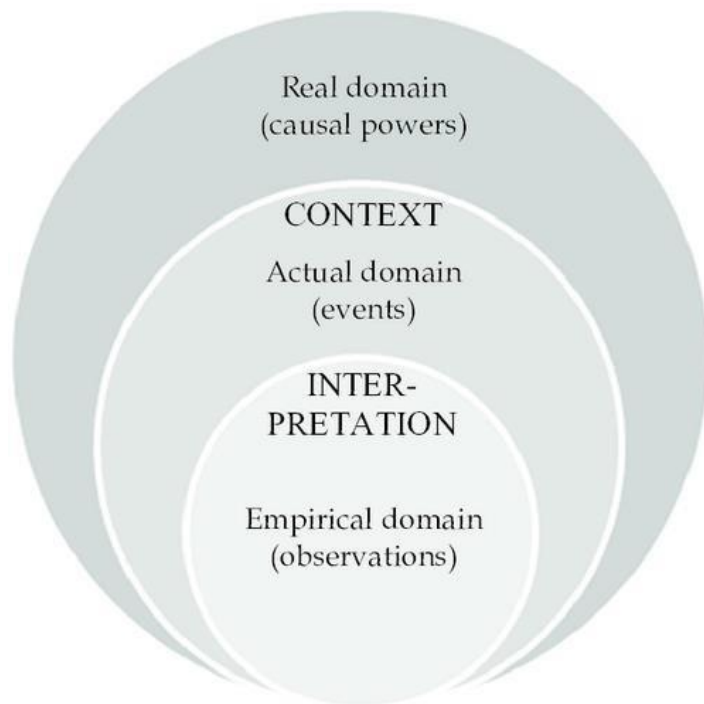 Real domain
(causal powers)
CONTEXT
Actual domain
(events)
INTER-
PRETATION
Empirical domain
(observations)